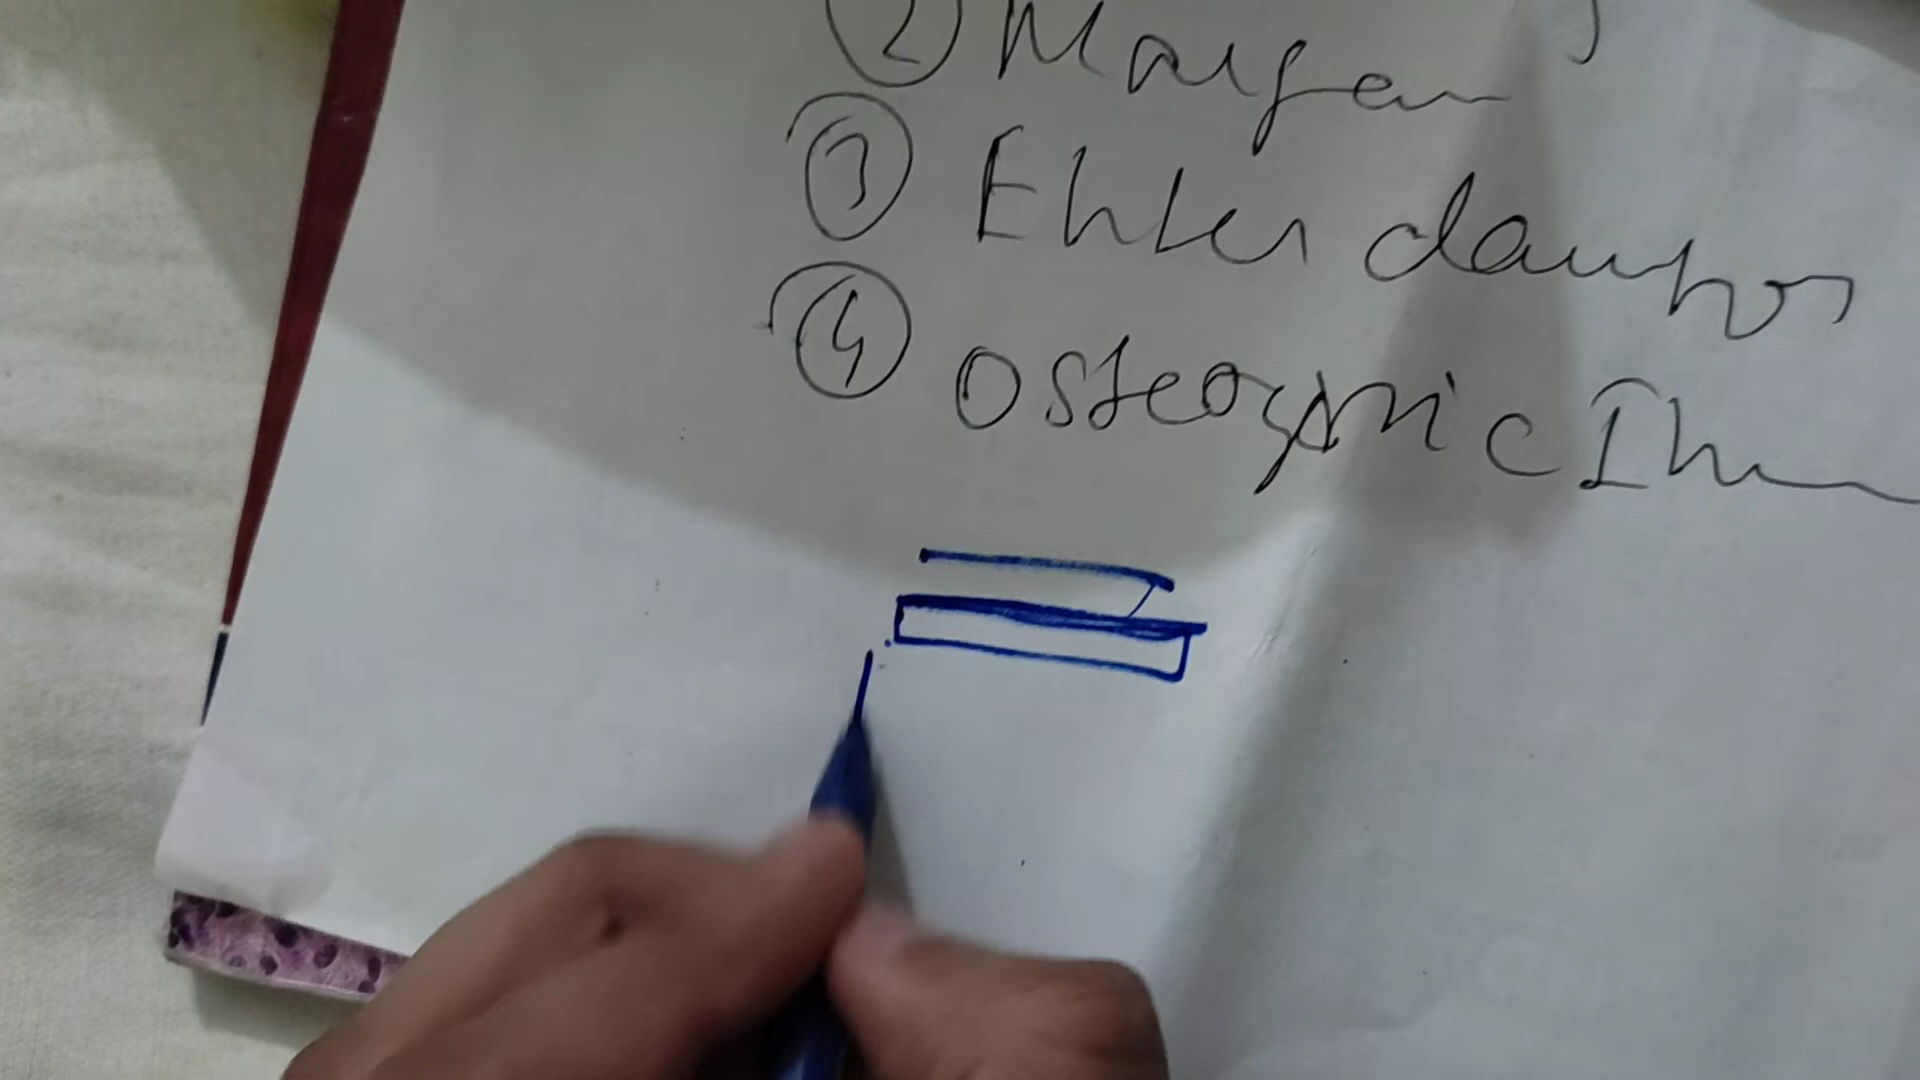 ② Marfan
③ Ehler danlos
④ Osteogenic Im